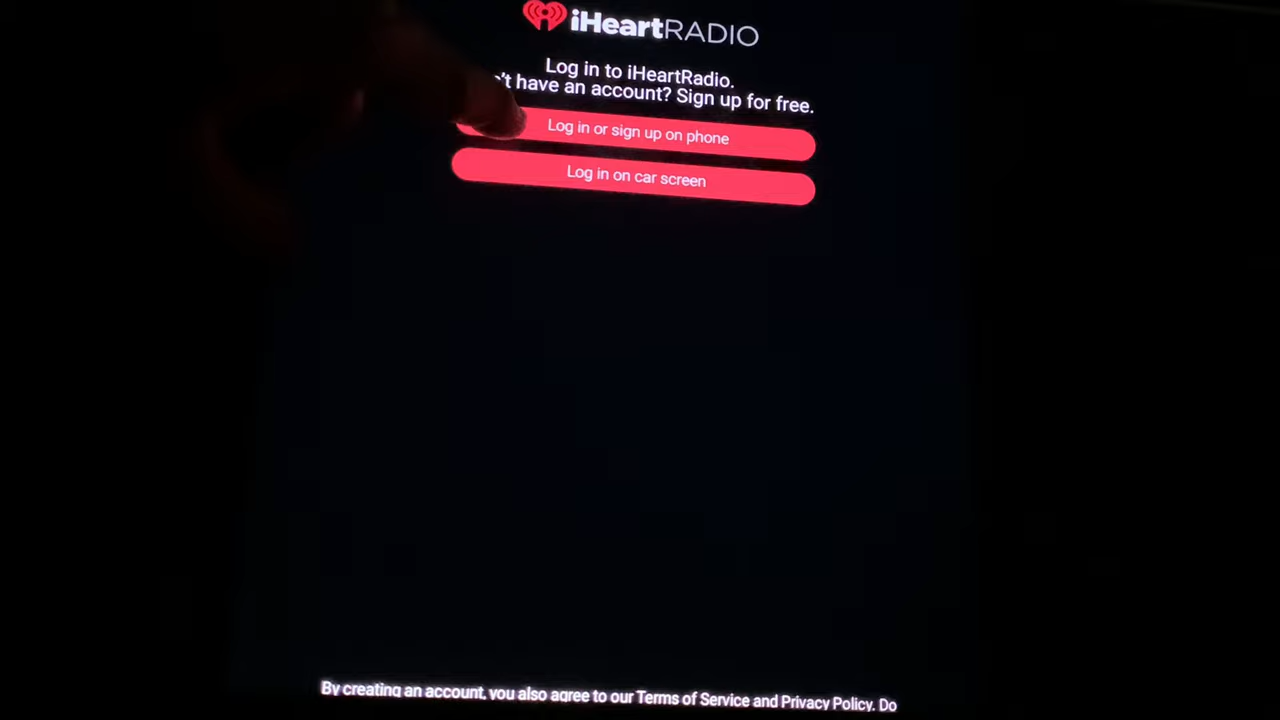 iHeartRADIO
Log in to iHeartRadio.
't have an account? Sign up for free.
Log in or sign up on phone
Log in on car screen
By creating an account, you also agree to our Terms of Service and Privacy Policy. Do